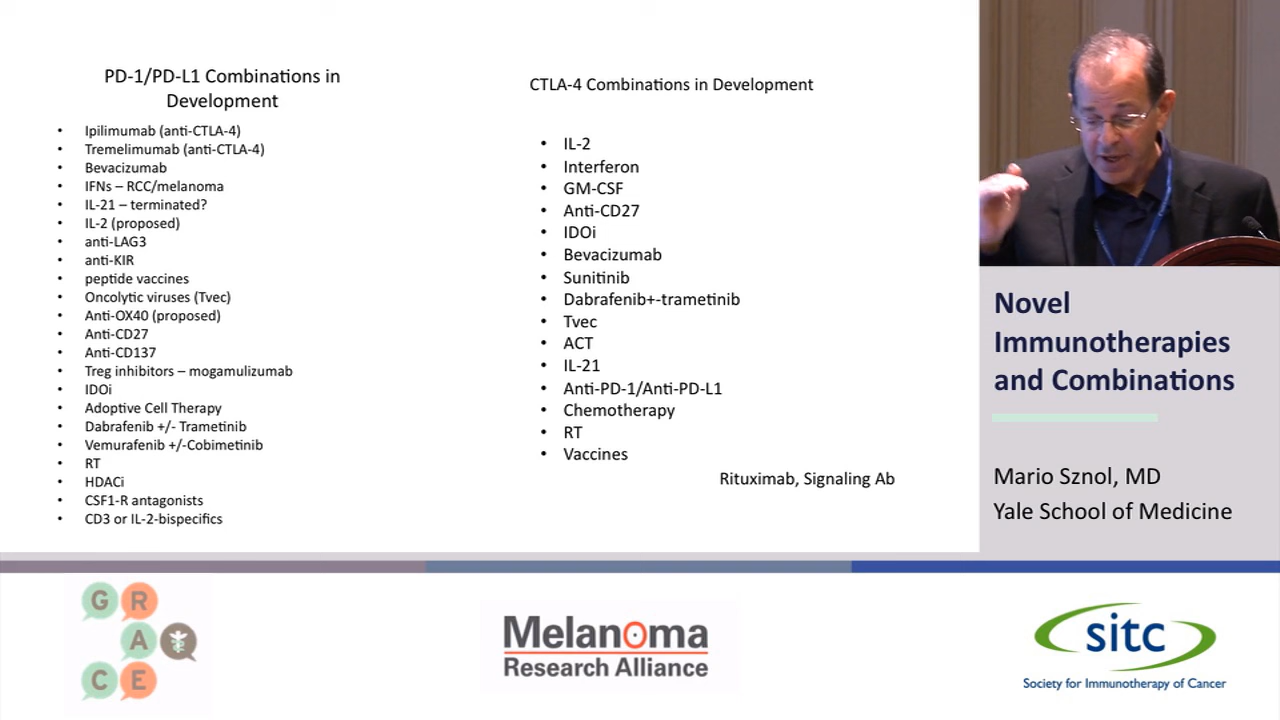 PD-1/PD-L1 Combinations in
Development
• Ipilimumab (anti-CTLA-4)
• Tremelimumab (anti-CTLA-4)
• Bevacizumab
• IFNs – RCC/melanoma
• IL-21 – terminated?
• IL-2 (proposed)
• anti-LAG3
• anti-KIR
• peptide vaccines
• Oncolytic viruses (Tvec)
• Anti-OX40 (proposed)
• Anti-CD27
• Anti-CD137
• Treg inhibitors – mogamulizumab
• IDOi
• Adoptive Cell Therapy
• Dabrafenib +/- Trametinib
• Vemurafenib +/-Cobimetinib
• RT
• HDACi
• CSF1-R antagonists
• CD3 or IL-2-bispecifics
CTLA-4 Combinations in Development
• IL-2
• Interferon
• GM-CSF
• Anti-CD27
• IDOi
• Bevacizumab
• Sunitinib
• Dabrafenib+-trametinib
• Tvec
• ACT
• IL-21
• Anti-PD-1/Anti-PD-L1
• Chemotherapy
• RT
• Vaccines
Rituximab, Signaling Ab
Novel
Immunotherapies
and Combinations
Mario Sznol, MD
Yale School of Medicine
G R
A
C E
Melanoma
Research Alliance
sitc
Society for Immunotherapy of Cancer